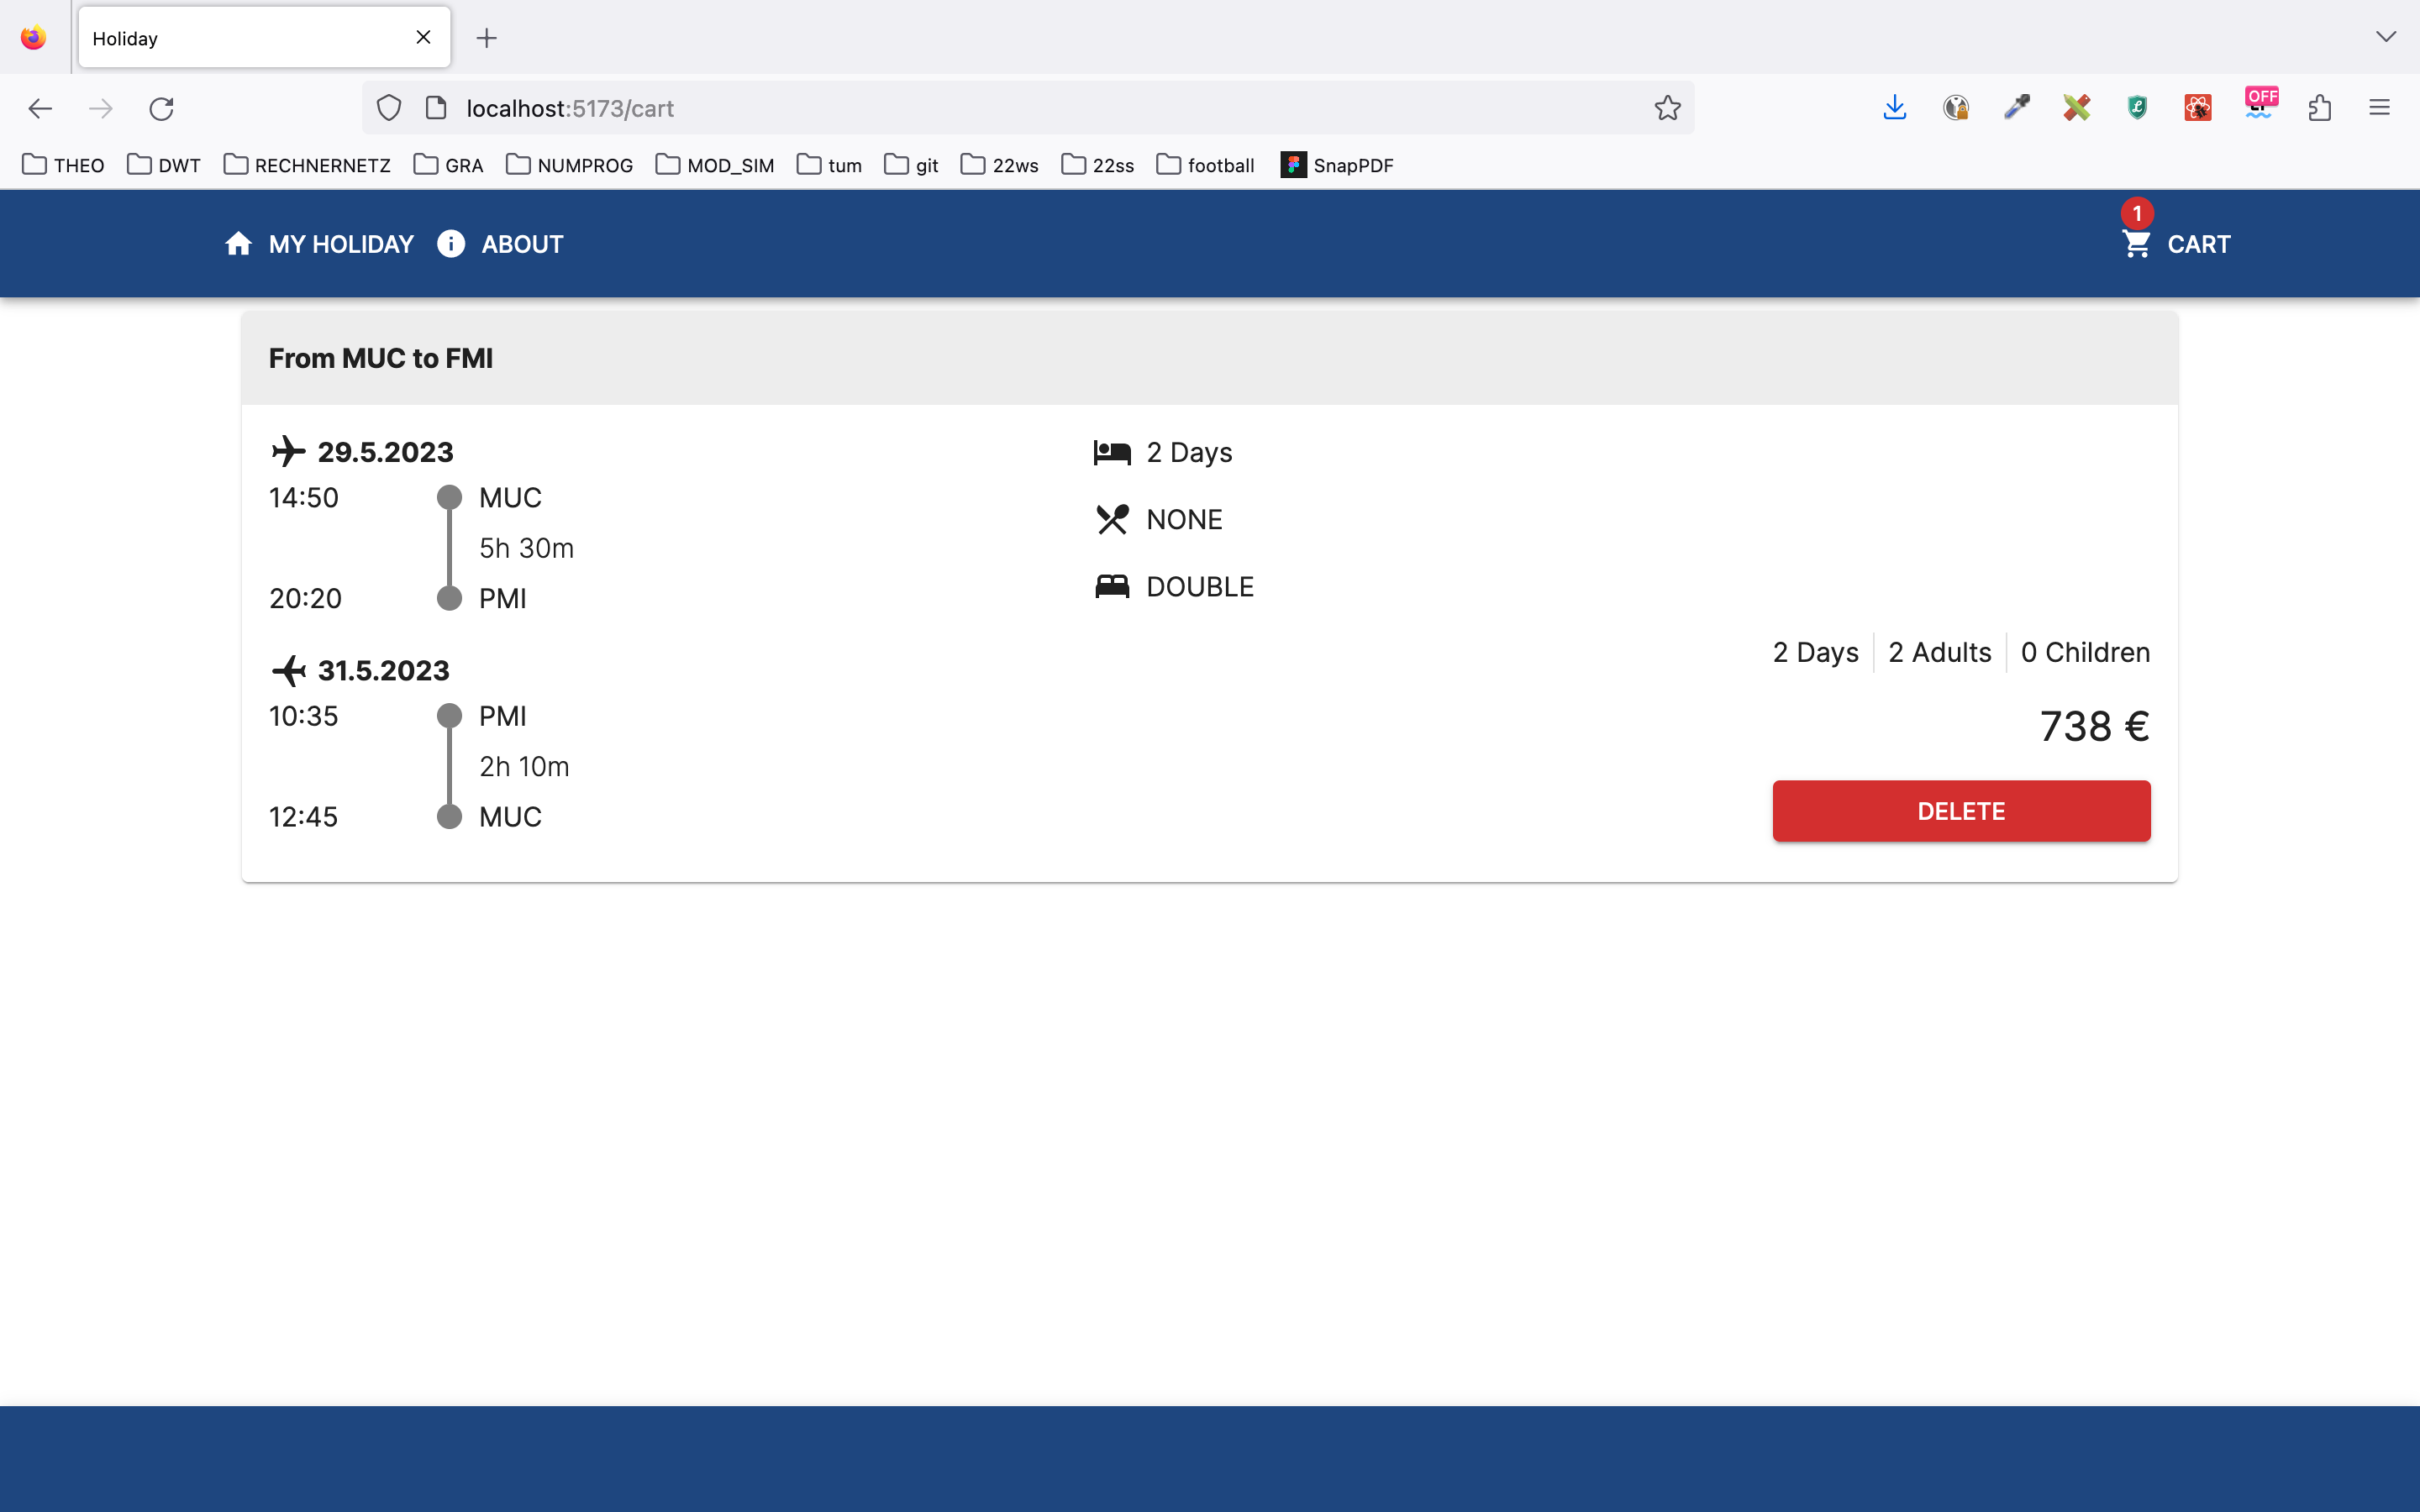 Holiday
localhost:5173/cart
OFF
THEO DWT RECHNERNETZ GRA NUMPROG MOD_SIM tum git 22ws 22ss football SnapPDF
MY HOLIDAY ABOUT
1
CART
From MUC to FMI
29.5.2023
14:50 MUC
5h 30m
20:20 PMI
31.5.2023
10:35 PMI
2h 10m
12:45 MUC
2 Days
NONE
DOUBLE
2 Days 2 Adults 0 Children
738 €
DELETE